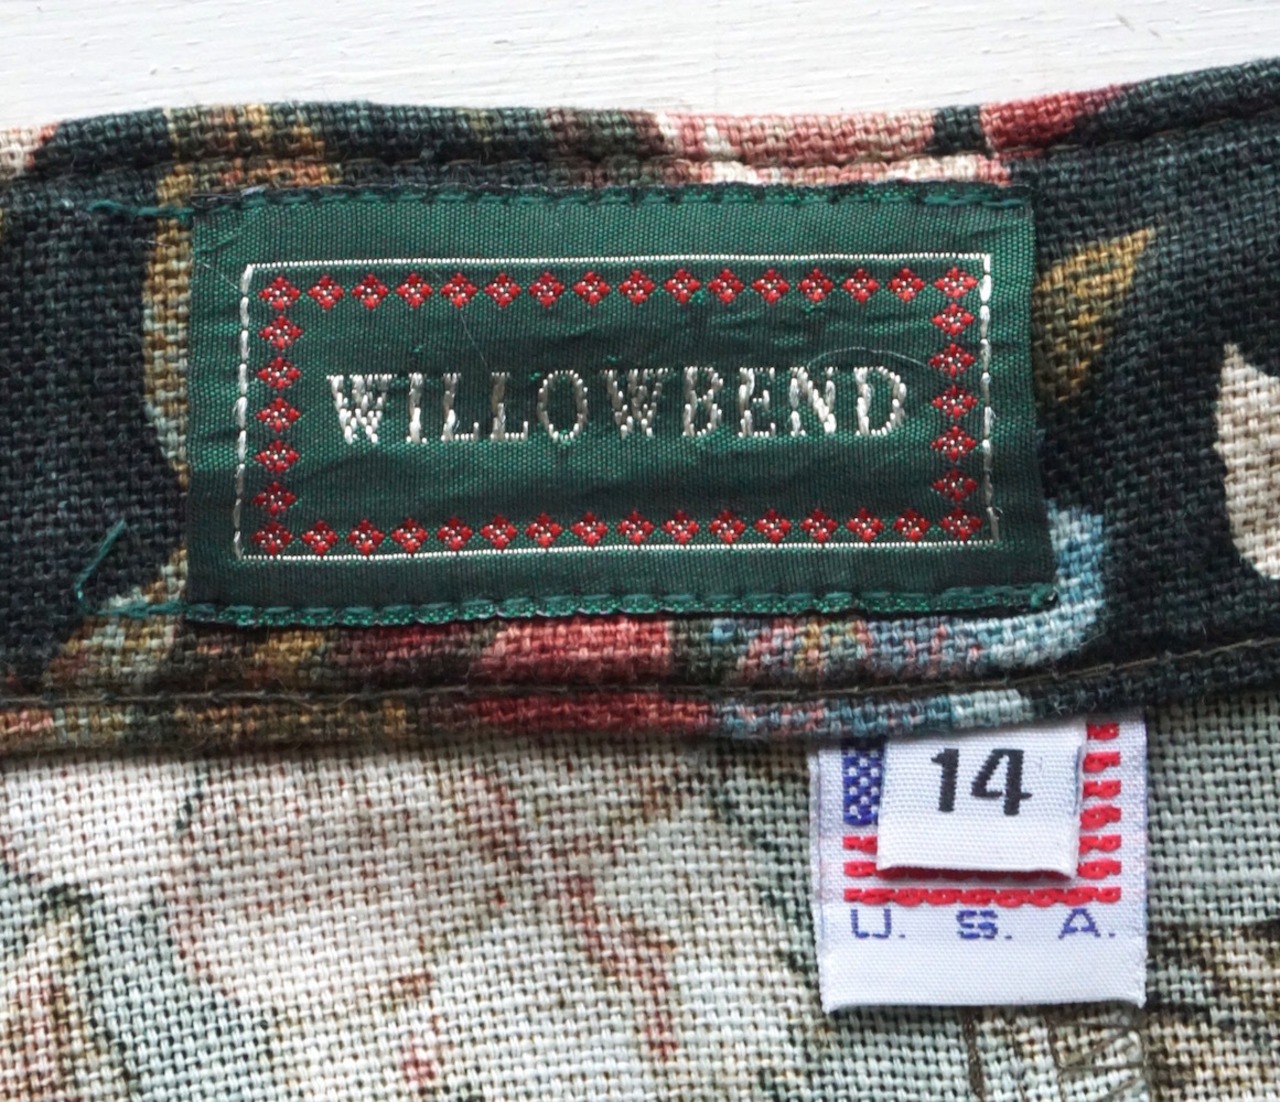 WILLOWBEND
14
U. S. A.